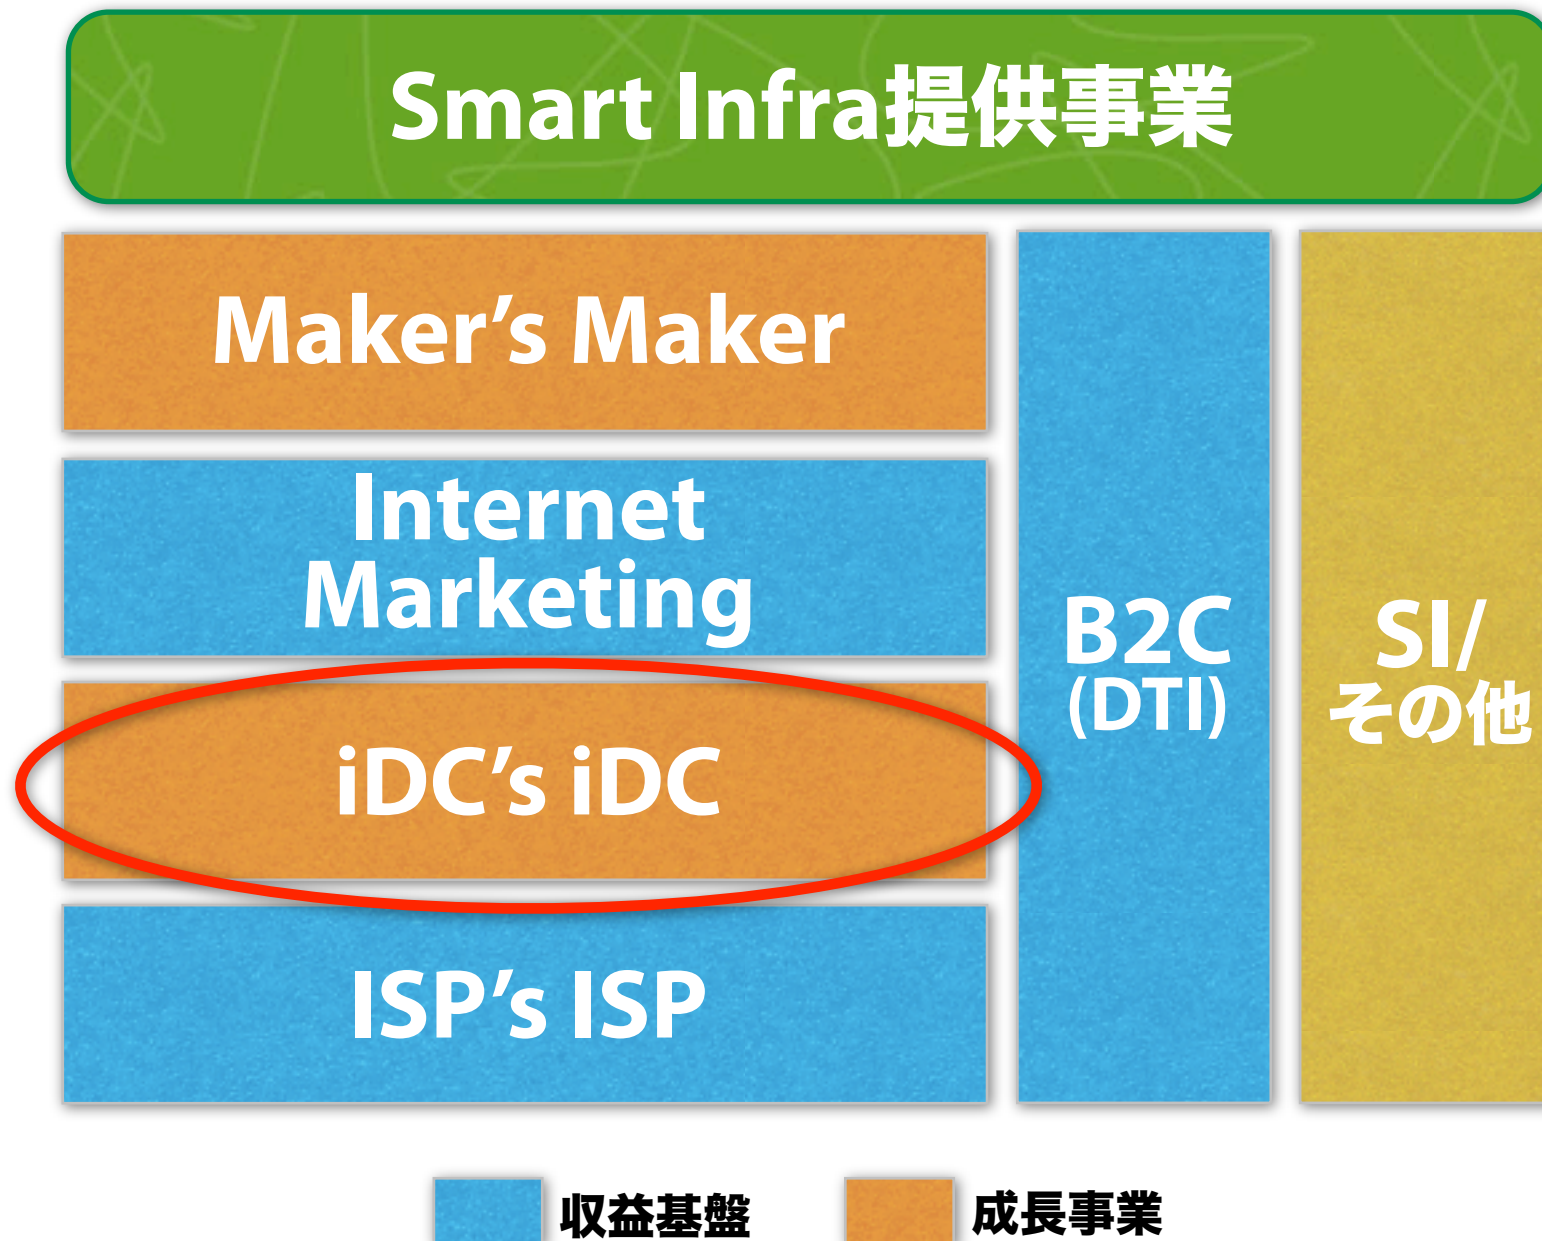 Smart Infra提供事業
Maker’s Maker
Internet
Marketing
iDC’s iDC
ISP’s ISP
B2C
(DTI)
SI/
その他
収益基盤
成長事業